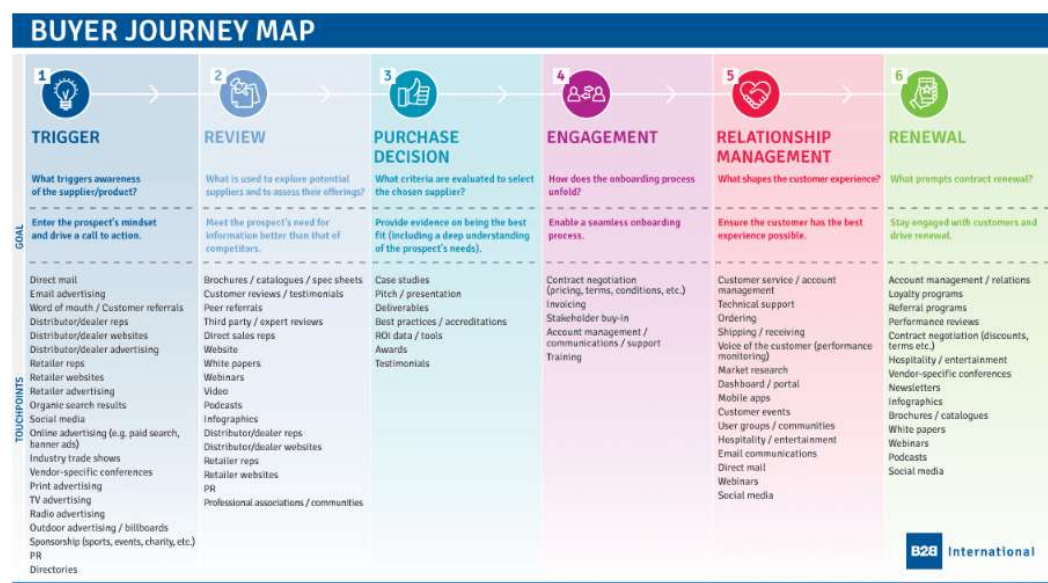 BUYER JOURNEY MAP
1
TRIGGER
What triggers awareness
of the supplier/product?
GOAL
Enter the prospect's mindset
and drive a call to action.
TOUCHPOINTS
Direct mail
Email advertising
Word of mouth / Customer referrals
Distributor/dealer reps
Distributor/dealer websites
Distributor/dealer advertising
Retailer reps
Retailer websites
Retailer advertising
Organic search results
Social media
Online advertising (e.g. paid search,
banner ads)
Industry trade shows
Vendor-specific conferences
Print advertising
TV advertising
Radio advertising
Outdoor advertising / billboards
Sponsorship (sports, events, charity, etc.)
PR
Directories
2
REVIEW
What is used to explore potential
suppliers and to assess their offerings?
Meet the prospect's need for
information better than that of
competitors.
Brochures / catalogues / spec sheets
Customer reviews / testimonials
Peer referrals
Third party / expert reviews
Direct sales reps
Website
White papers
Webinars
Video
Podcasts
Infographics
Distributor/dealer reps
Distributor/dealer websites
Retailer reps
Retailer websites
PR
Professional associations / communities
3
PURCHASE
DECISION
What criteria are evaluated to select
the chosen supplier?
Provide evidence on being the best
fit (including a deep understanding
of the prospect's needs).
Case studies
Pitch / presentation
Deliverables
Best practices / accreditations
ROI data / tools
Awards
Testimonials
4
ENGAGEMENT
How does the onboarding process
unfold?
Enable a seamless onboarding
process.
Contract negotiation
(pricing, terms, conditions, etc.)
Invoicing
Stakeholder buy-in
Account management /
communications / support
Training
5
RELATIONSHIP
MANAGEMENT
What shapes the customer experience?
Ensure the customer has the best
experience possible.
Customer service / account
management
Technical support
Ordering
Shipping / receiving
Voice of the customer (performance
monitoring)
Market research
Dashboard / portal
Mobile apps
Customer events
User groups / communities
Hospitality / entertainment
Email communications
Direct mail
Webinars
Social media
6
RENEWAL
What prompts contract renewal?
Stay engaged with customers and
drive renewal.
Account management / relations
Loyalty programs
Referral programs
Performance reviews
Contract negotiation (discounts,
terms etc.)
Hospitality / entertainment
Vendor-specific conferences
Newsletters
Infographics
Brochures / catalogues
White papers
Webinars
Podcasts
Social media
B2B International